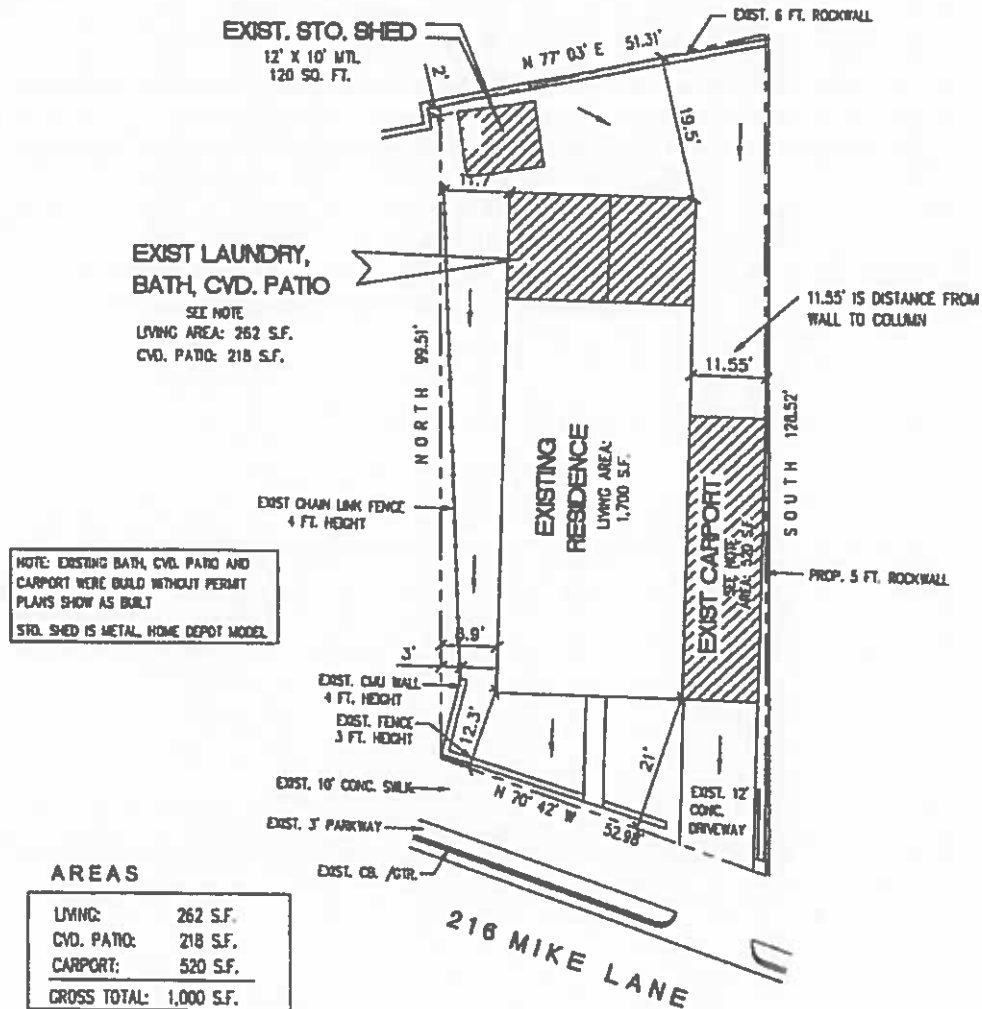 EXIST. 6 FT. ROCKWALL
EXIST. STO. SHED
12' X 10' MTL.
120 SQ. FT.
N 77° 03' E 51.31'
2'
19.5'
11.7'
EXIST LAUNDRY,
BATH, CVD. PATIO
SEE NOTE
LIVING AREA: 262 S.F.
CVD. PATIO: 218 S.F.
11.55' IS DISTANCE FROM
WALL TO COLUMN
11.55'
NORTH 99.51'
SOUTH 128.52'
EXISTING
RESIDENCE
LIVING AREA:
1,700 S.F.
EXIST CARPORT
SEE NOTE
AREA: 520 S.F.
EXIST CHAIN LINK FENCE
4 FT. HEIGHT
PROP. 5 FT. ROCKWALL
NOTE: EXISTING BATH, CVD. PATIO AND
CARPORT WERE BUILD WITHOUT PERMIT
PLANS SHOW AS BUILT
STO. SHED IS METAL, HOME DEPOT MODEL
3'
EXIST. CMU WALL
4 FT. HEIGHT
EXIST. FENCE
3 FT. HEIGHT
12.3'
21'
EXIST. 10' CONC. SWLK
N 70° 42' W 52.98'
EXIST. 12'
CONC.
DRIVEWAY
EXIST. 3' PARKWAY
EXIST. CB. /GTR.
216 MIKE LANE
AREAS
LIVING: 262 S.F.
CVD. PATIO: 218 S.F.
CARPORT: 520 S.F.
GROSS TOTAL: 1,000 S.F.